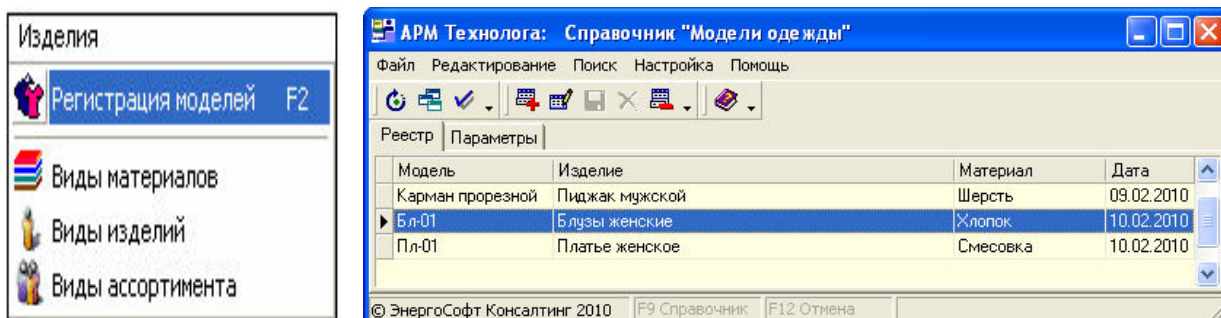 Изделия
Регистрация моделей F2
Виды материалов
Виды изделий
Виды ассортимента
АРМ Технолога: Справочник "Модели одежды"
Файл Редактирование Поиск Настройка Помощь
Реестр Параметры
Модель Изделие Материал Дата
Карман прорезной Пиджак мужской Шерсть 09.02.2010
Бл-01 Блузы женские Хлопок 10.02.2010
Пл-01 Платье женское Смесовка 10.02.2010
© ЭнергоСофт Консалтинг 2010 F9 Справочник F12 Отмена